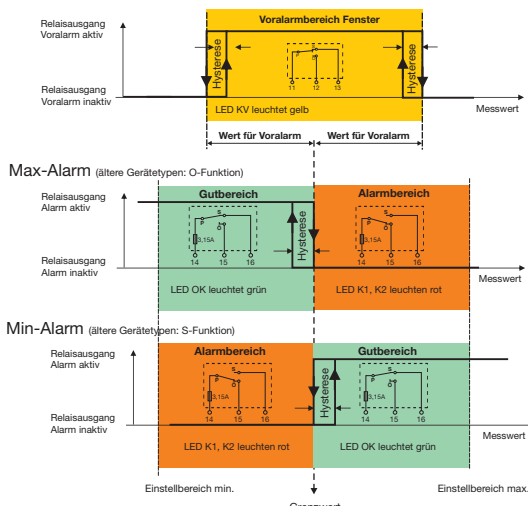 Voralarmbereich Fenster
Relaisausgang
Voralarm aktiv
Hysterese
Hysterese
11 12 13
Relaisausgang
Voralarm inaktiv
Messwert
LED KV leuchtet gelb
Wert für Voralarm Wert für Voralarm
Max-Alarm (ältere Gerätetypen: O-Funktion)
Gutbereich Alarmbereich
Relaisausgang
Alarm aktiv
S S
P P
Ö Ö
3,15A Hysterese 3,15A
14 15 16 14 15 16
Relaisausgang
Alarm inaktiv
Messwert
LED OK leuchtet grün LED K1, K2 leuchten rot
Min-Alarm (ältere Gerätetypen: S-Funktion)
Alarmbereich Gutbereich
Relaisausgang
Alarm aktiv
S S
P P
Ö Ö
3,15A Hysterese 3,15A
14 15 16 14 15 16
Relaisausgang
Alarm inaktiv
Messwert
LED K1, K2 leuchten rot LED OK leuchtet grün
Einstellbereich min. Einstellbereich max.
Grenzwert